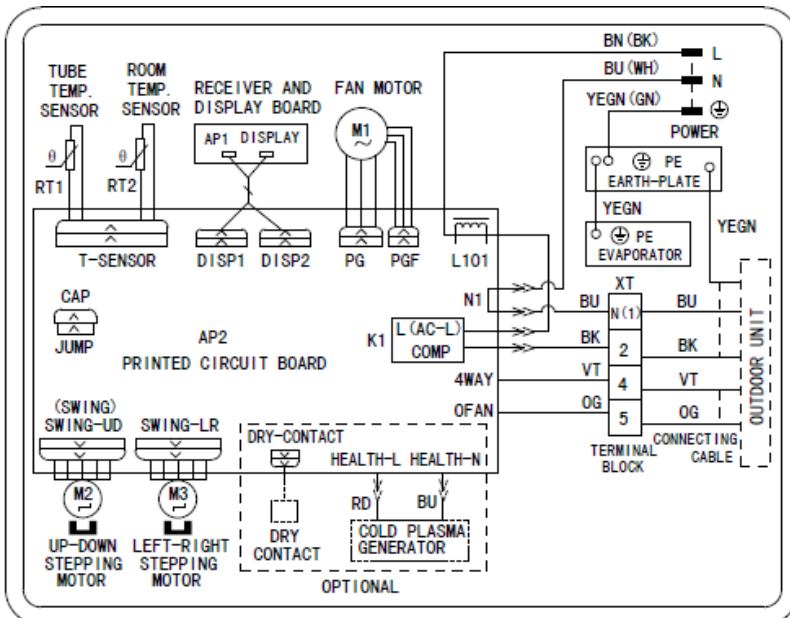 BN(BK)
L
BU(WH)
N
YEGN(GN)
POWER
TUBE
TEMP.
SENSOR
ROOM
TEMP.
SENSOR
RECEIVER AND
DISPLAY BOARD
FAN MOTOR
AP1 DISPLAY
M1
θ
RT1
θ
RT2
PE
EARTH-PLATE
YEGN
YEGN
PE
EVAPORATOR
T-SENSOR
DISP1
DISP2
PG
PGF
L101
N1
XT
CAP
JUMP
AP2
PRINTED CIRCUIT BOARD
K1
L(AC-L)
COMP
BU
N(1)
BU
BK
2
BK
4WAY
VT
4
VT
OFAN
OG
5
OG
TERMINAL
BLOCK
CONNECTING
CABLE
OUTDOOR UNIT
(SWING)
SWING-UD
SWING-LR
M2
M3
UP-DOWN
STEPPING
MOTOR
LEFT-RIGHT
STEPPING
MOTOR
DRY-CONTACT
HEALTH-L HEALTH-N
RD
BU
DRY
CONTACT
COLD PLASMA
GENERATOR
OPTIONAL